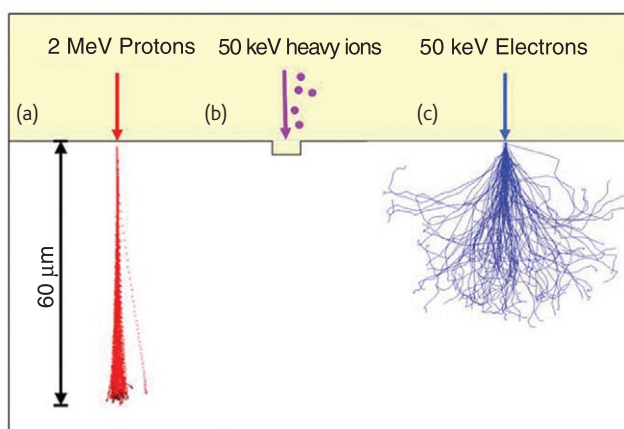 2 MeV Protons
50 keV heavy ions
50 keV Electrons
(a)
(b)
(c)
60 μm